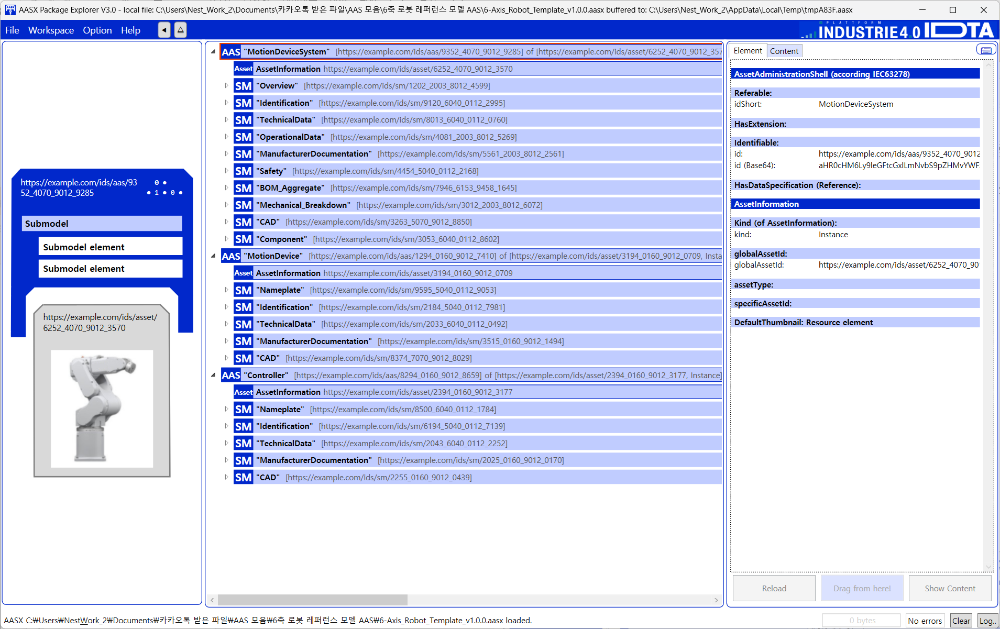 AASX Package Explorer V3.0 - local file: C:\Users\Nest_Work_2\Documents\카카오톡 받은 파일\AAS 모음\6축 로봇 레퍼런스 모델 AAS\6-Axis_Robot_Template_v1.0.0.aasx buffered to: C:\Users\Nest_Work_2\AppData\Local\Temp\tmpA83F.aasx
File Workspace Option Help
PLATTFORM
INDUSTRIE4.0 IDTA
https://example.com/ids/aas/93
52_4070_9012_9285
0
1 0
Submodel
Submodel element
Submodel element
https://example.com/ids/asset/
6252_4070_9012_3570
AAS "MotionDeviceSystem" [https://example.com/ids/aas/9352_4070_9012_9285] of [https://example.com/ids/asset/6252_4070_9012_357
Asset AssetInformation https://example.com/ids/asset/6252_4070_9012_3570
SM "Overview" [https://example.com/ids/sm/1202_2003_8012_4599]
SM "Identification" [https://example.com/ids/sm/9120_6040_0112_2995]
SM "TechnicalData" [https://example.com/ids/sm/8013_6040_0112_0760]
SM "OperationalData" [https://example.com/ids/sm/4081_2003_8012_5269]
SM "ManufacturerDocumentation" [https://example.com/ids/sm/5561_2003_8012_2561]
SM "Safety" [https://example.com/ids/sm/4454_5040_0112_2168]
SM "BOM_Aggregate" [https://example.com/ids/sm/7946_6153_9458_1645]
SM "Mechanical_Breakdown" [https://example.com/ids/sm/3012_2003_8012_6072]
SM "CAD" [https://example.com/ids/sm/3263_5070_9012_8850]
SM "Component" [https://example.com/ids/sm/3053_6040_0112_8602]
AAS "MotionDevice" [https://example.com/ids/aas/1294_0160_9012_7410] of [https://example.com/ids/asset/3194_0160_9012_0709, Insta
Asset AssetInformation https://example.com/ids/asset/3194_0160_9012_0709
SM "Nameplate" [https://example.com/ids/sm/9595_5040_0112_9053]
SM "Identification" [https://example.com/ids/sm/2184_5040_0112_7981]
SM "TechnicalData" [https://example.com/ids/sm/2033_6040_0112_0492]
SM "ManufacturerDocumentation" [https://example.com/ids/sm/3515_0160_9012_1494]
SM "CAD" [https://example.com/ids/sm/8374_7070_9012_8029]
AAS "Controller" [https://example.com/ids/aas/8294_0160_9012_8659] of [https://example.com/ids/asset/2394_0160_9012_3177, Instance]
Asset AssetInformation https://example.com/ids/asset/2394_0160_9012_3177
SM "Nameplate" [https://example.com/ids/sm/8500_6040_0112_1784]
SM "Identification" [https://example.com/ids/sm/6194_5040_0112_7139]
SM "TechnicalData" [https://example.com/ids/sm/2043_6040_0112_2252]
SM "ManufacturerDocumentation" [https://example.com/ids/sm/2025_0160_9012_0170]
SM "CAD" [https://example.com/ids/sm/2255_0160_9012_0439]
Element Content
AssetAdministrationShell (according IEC63278)
Referable:
idShort: MotionDeviceSystem
HasExtension:
Identifiable:
id: https://example.com/ids/aas/9352_4070_9012
id (Base64): aHR0cHM6Ly9leGFtcGxlLmNvbS9pZHMvYWF
HasDataSpecification (Reference):
AssetInformation
Kind (of AssetInformation):
kind: Instance
globalAssetId:
globalAssetId: https://example.com/ids/asset/6252_4070_90
assetType:
specificAssetId:
DefaultThumbnail: Resource element
Reload Drag from here! Show Content
AASX C:₩Users₩NestWork_2₩Documents₩카카오톡 받은 파일₩AAS 모음₩6축 로봇 레퍼런스 모델 AAS₩6-Axis_Robot_Template_v1.0.0.aasx loaded.
0 bytes No errors Clear Log..